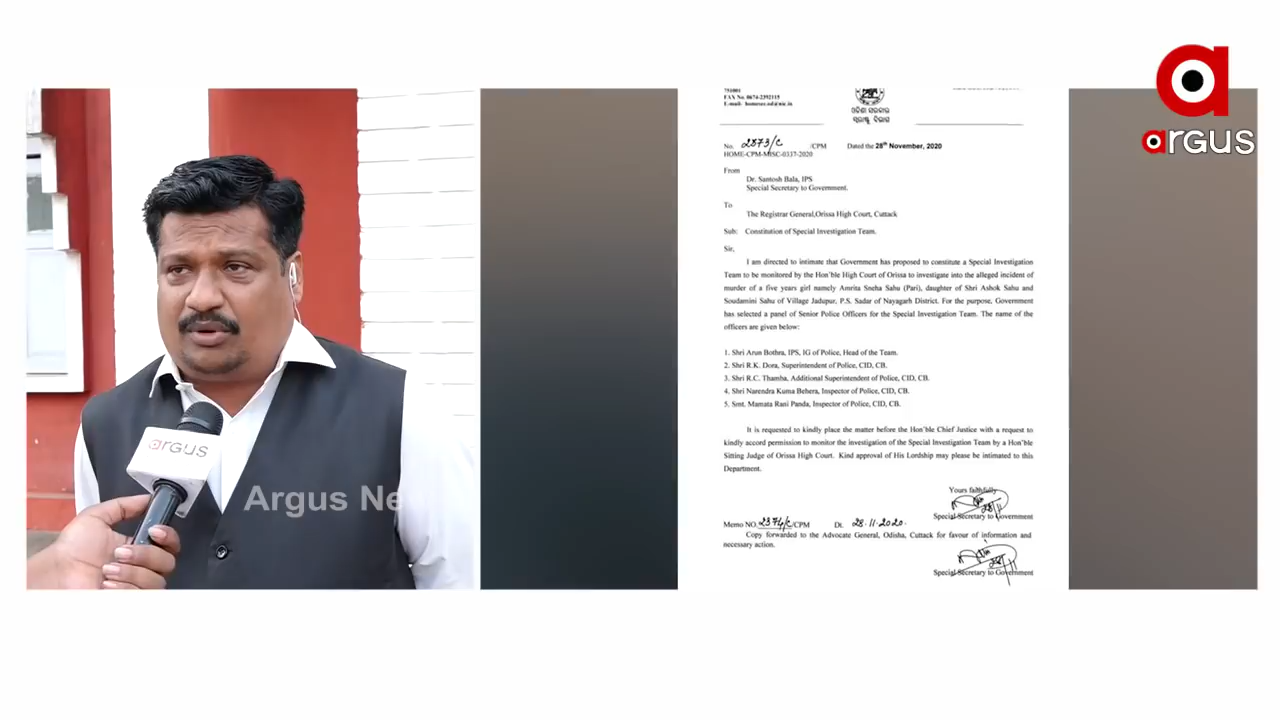 argus
argus
Argus Ne
751001
FAX No. 0674-2392115
E-mail: homesec.od@nic.in
ଓଡିଶା ସରକାର
ସ୍ୱରାଷ୍ଟ୍ର ବିଭାଗ
No. 2373/C /CPM Dated the 28th November, 2020
HOME-CPM-MISC-0337-2020
From
Dr. Santosh Bala, IPS
Special Secretary to Government.
To
The Registrar General,Orissa High Court, Cuttack
Sub: Constitution of Special Investigation Team.
Sir,
I am directed to intimate that Government has proposed to constitute a Special Investigation
Team to be monitored by the Hon'ble High Court of Orissa to investigate into the alleged incident of
murder of a five years girl namely Amrita Sneha Sahu (Pari), daughter of Shri Ashok Sahu and
Soudamini Sahu of Village Jadupur, P.S. Sadar of Nayagarh District. For the purpose, Government
has selected a panel of Senior Police Officers for the Special Investigation Team. The name of the
officers are given below:
1. Shri Arun Bothra, IPS, IG of Police, Head of the Team.
2. Shri R.K. Dora, Superintendent of Police, CID, CB.
3. Shri R.C. Thamba, Additional Superintendent of Police, CID, CB.
4. Shri Narendra Kuma Behera, Inspector of Police, CID, CB.
5. Smt. Mamata Rani Panda, Inspector of Police, CID, CB.
It is requested to kindly place the matter before the Hon'ble Chief Justice with a request to
kindly accord permission to monitor the investigation of the Special Investigation Team by a Hon'ble
Sitting Judge of Orissa High Court. Kind approval of His Lordship may please be intimated to this
Department.
Yours faithfully
28/11
Special Secretary to Government
Memo NO. 2374/C/CPM Dt. 28.11.2020.
Copy forwarded to the Advocate General, Odisha, Cuttack for favour of information and
necessary action.
Special Secretary to Government